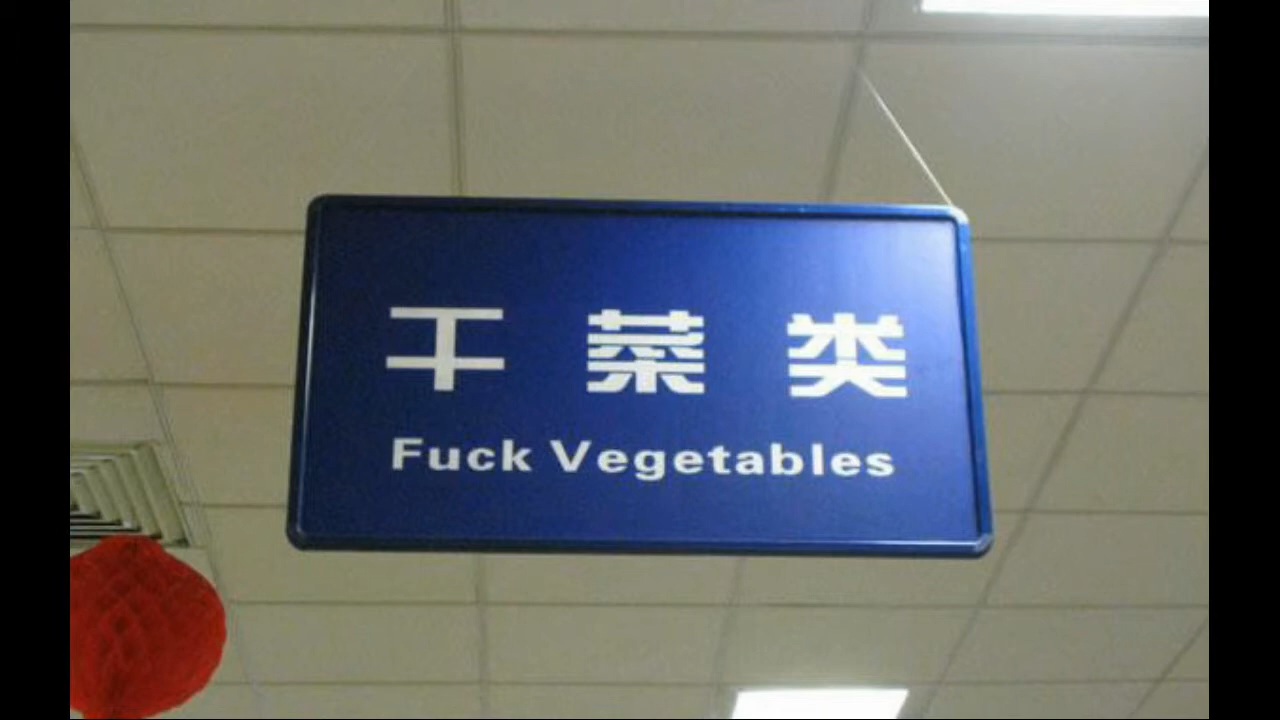 干菜类
Fuck Vegetables